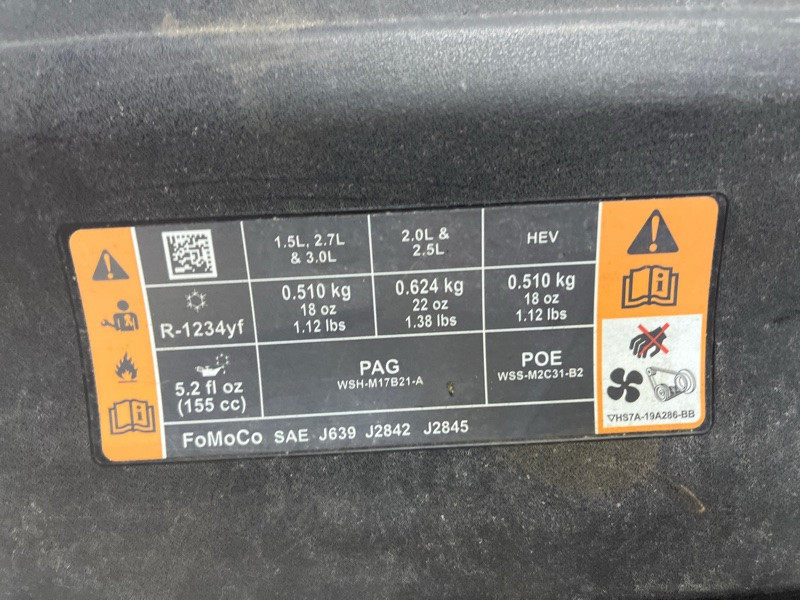 1.5L, 2.7L
& 3.0L
2.0L &
2.5L
HEV
R-1234yf
0.510 kg
18 oz
1.12 lbs
0.624 kg
22 oz
1.38 lbs
0.510 kg
18 oz
1.12 lbs
5.2 fl oz
(155 cc)
PAG
WSH-M17B21-A
POE
WSS-M2C31-B2
FoMoCo SAE J639 J2842 J2845
▽HS7A-19A286-BB